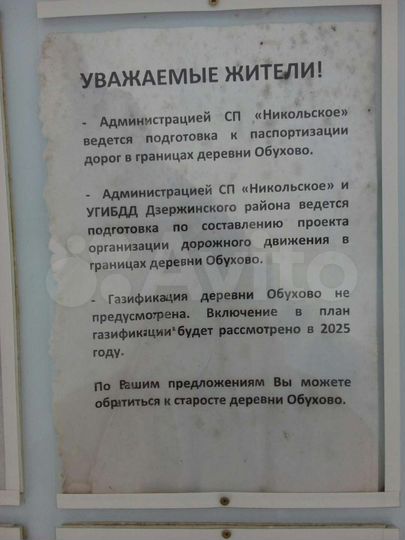 УВАЖАЕМЫЕ ЖИТЕЛИ!
- Администрацией СП «Никольское»
ведется подготовка к паспортизации
дорог в границах деревни Обухово.
- Администрацией СП «Никольское» и
УГИБДД Дзержинского района ведется
подготовка по составлению проекта
организации дорожного движения в
границах деревни Обухово.
- Газификация деревни Обухово не
предусмотрена. Включение в план
газификации будет рассмотрено в 2025
году.
По Вашим предложениям Вы можете
обратиться к старосте деревни Обухово.
Avito